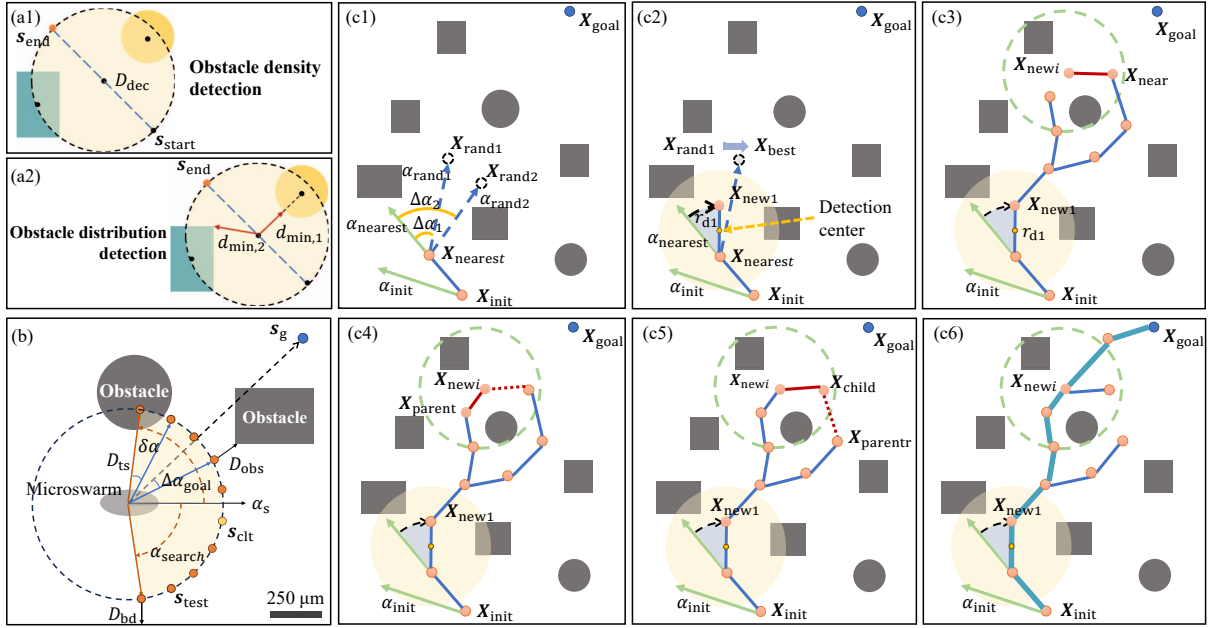 (a1)
s_end
D_dec
Obstacle density
detection
s_start
(a2)
s_end
Obstacle distribution
detection
d_min,2
d_min,1
(b)
s_g
Obstacle
Obstacle
δα
D_ts
D_obs
Δα_goal
Microswarm
α_s
s_clt
α_search
s_test
D_bd
250 μm
(c1)
X_goal
X_rand1
α_rand1
X_rand2
α_rand2
Δα_2
α_nearest
Δα_1
X_nearest
α_init
X_init
(c2)
X_goal
X_rand1
X_best
X_new1
Detection
center
r_d1
α_nearest
X_nearest
α_init
X_init
(c3)
X_goal
X_newi
X_near
X_new1
r_d1
α_init
X_init
(c4)
X_goal
X_newi
X_parent
X_new1
α_init
X_init
(c5)
X_goal
X_newi
X_child
X_parentr
X_new1
α_init
X_init
(c6)
X_goal
X_newi
X_new1
α_init
X_init